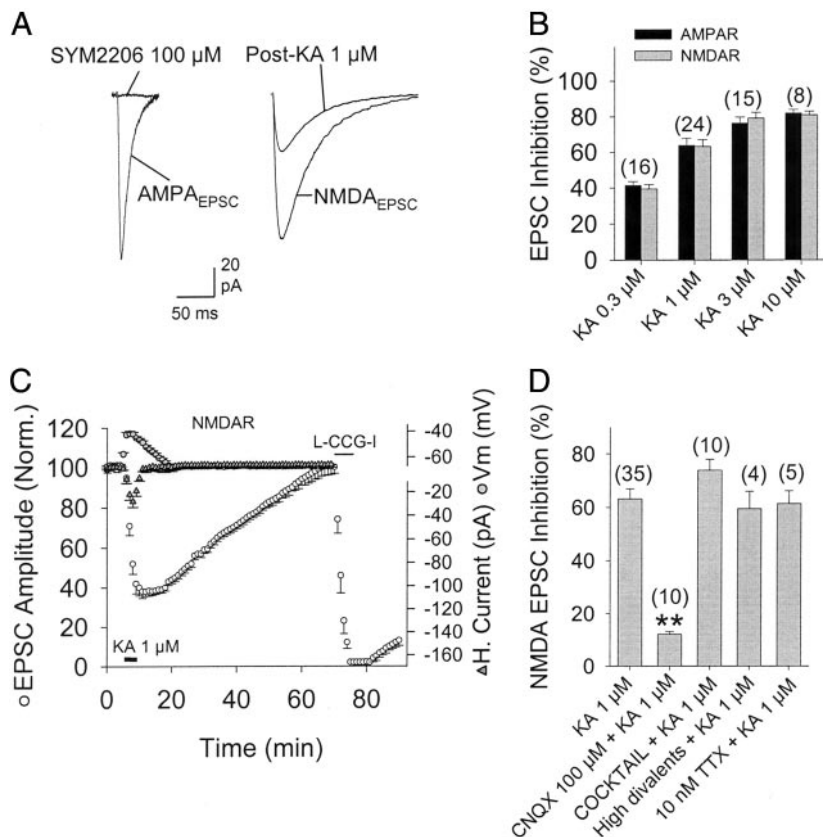 A
SYM2206 100 µM
Post-KA 1 µM
AMPA EPSC
NMDA EPSC
20
pA
50 ms
B
AMPAR
NMDAR
EPSC Inhibition (%)
100
80
60
40
20
0
(16)
(24)
(15)
(8)
KA 0.3 µM
KA 1 µM
KA 3 µM
KA 10 µM
C
NMDAR
L-CCG-I
KA 1 µM
EPSC Amplitude (Norm.)
120
100
80
60
40
20
0
-40
-60
-20
-40
-60
-80
-100
-120
-140
-160
H. Current (pA)
Vm (mV)
0
20
40
60
80
Time (min)
D
NMDA EPSC Inhibition (%)
80
60
40
20
0
(35)
(10)
**
(10)
(4)
(5)
KA 1 µM
CNQX 100 µM + KA 1 µM
COCKTAIL + KA 1 µM
High divalents + KA 1 µM
10 nM TTX + KA 1 µM